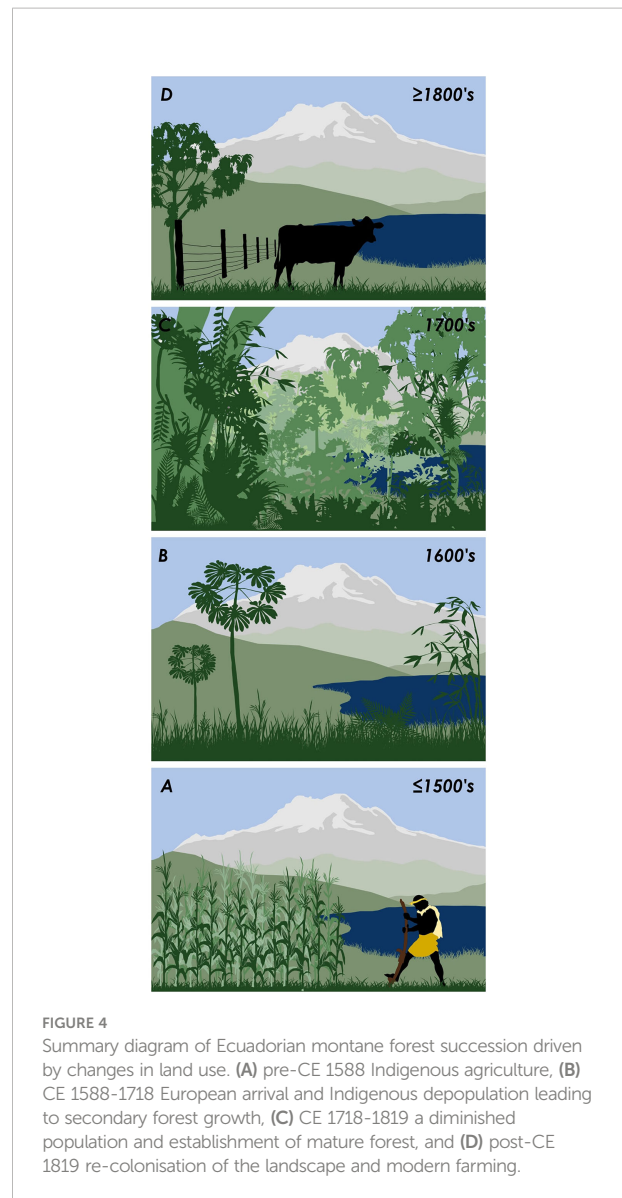 D
≥1800's
C
1700's
B
1600's
A
≤1500's
FIGURE 4
Summary diagram of Ecuadorian montane forest succession driven
by changes in land use. (A) pre-CE 1588 Indigenous agriculture, (B)
CE 1588-1718 European arrival and Indigenous depopulation leading
to secondary forest growth, (C) CE 1718-1819 a diminished
population and establishment of mature forest, and (D) post-CE
1819 re-colonisation of the landscape and modern farming.